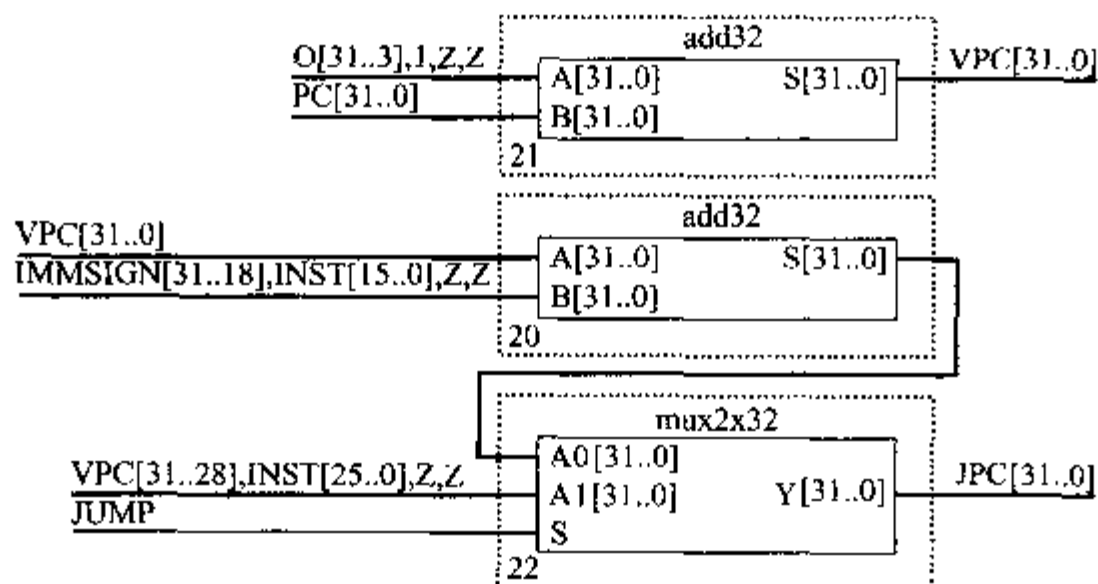 add32
O[31..3],1,Z,Z
A[31..0]
S[31..0]
VPC[31..0]
PC[31..0]
B[31..0]
21
add32
VPC[31..0]
A[31..0]
S[31..0]
IMMSIGN[31..18],INST[15..0],Z,Z
B[31..0]
20
mux2x32
A0[31..0]
VPC[31..28],INST[25..0],Z,Z
A1[31..0]
Y[31..0]
JPC[31..0]
JUMP
S
22